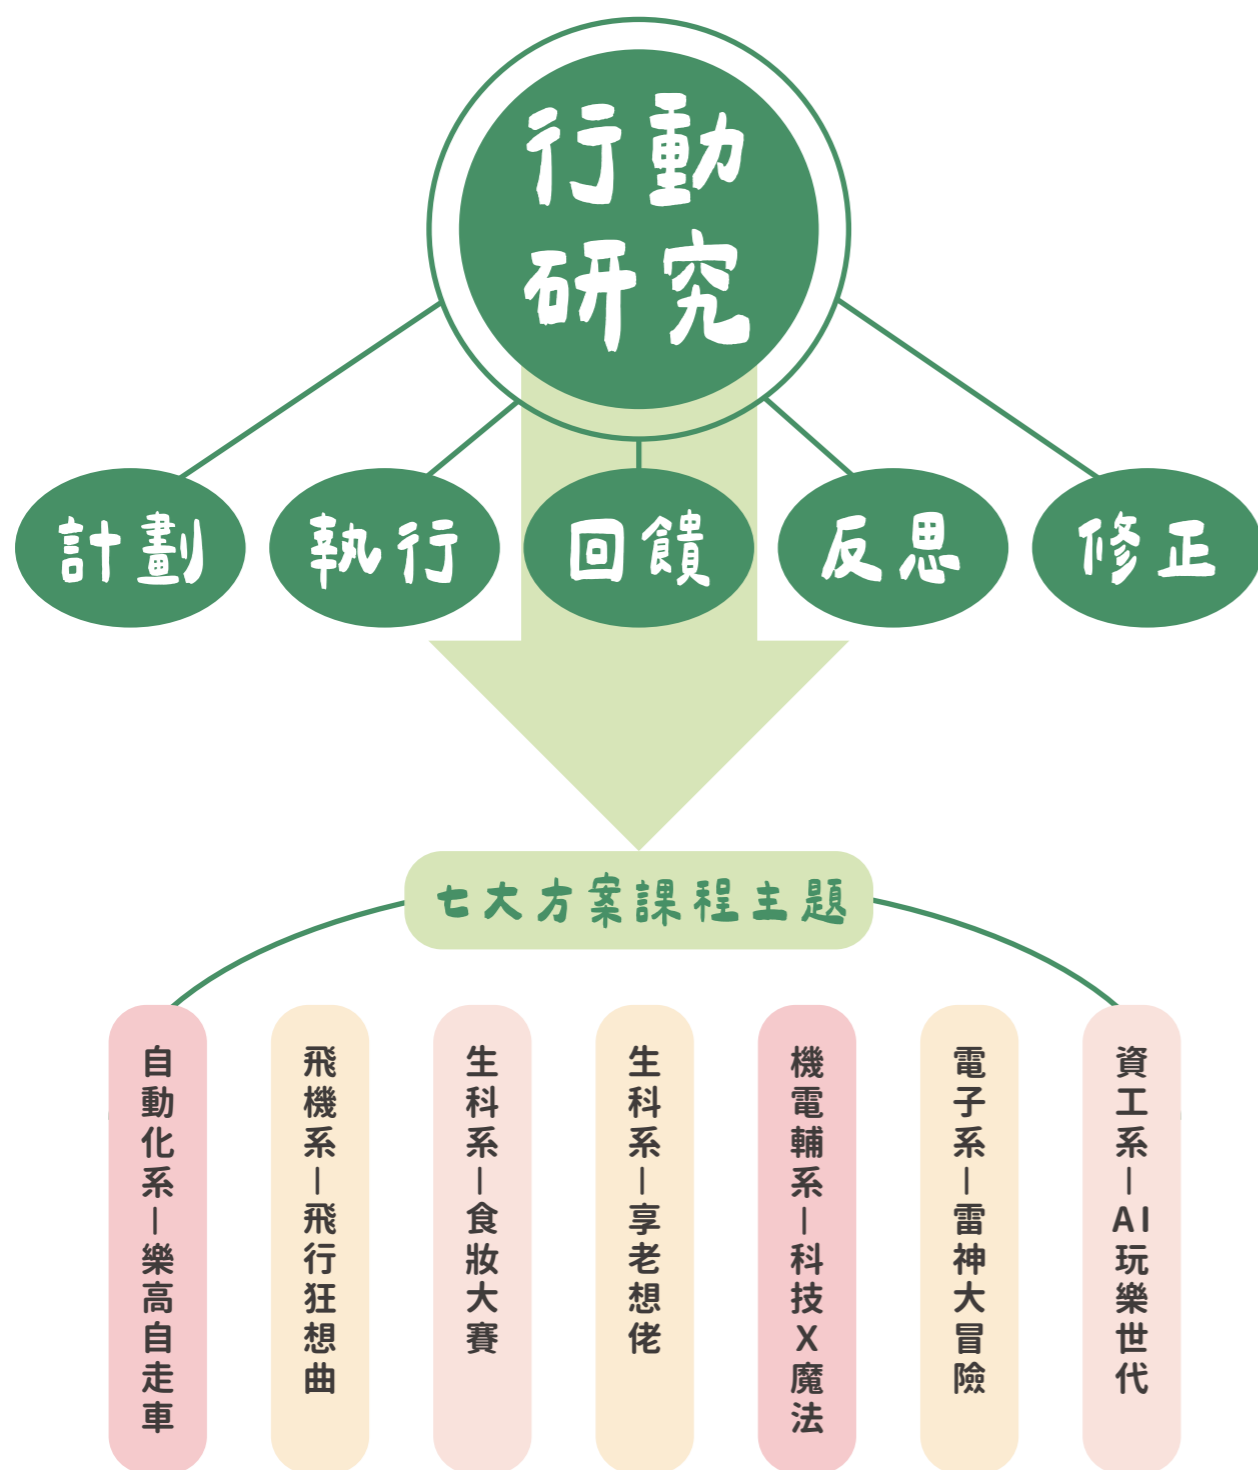 行動
研究
計劃
執行
回饋
反思
修正
七大方案課程主題
自動化系－樂高自走車
飛機系－飛行狂想曲
生科系－食妝大賽
生科系－享老想佬
機電輔系－科技X魔法
電子系－雷神大冒險
資工系－AI玩樂世代